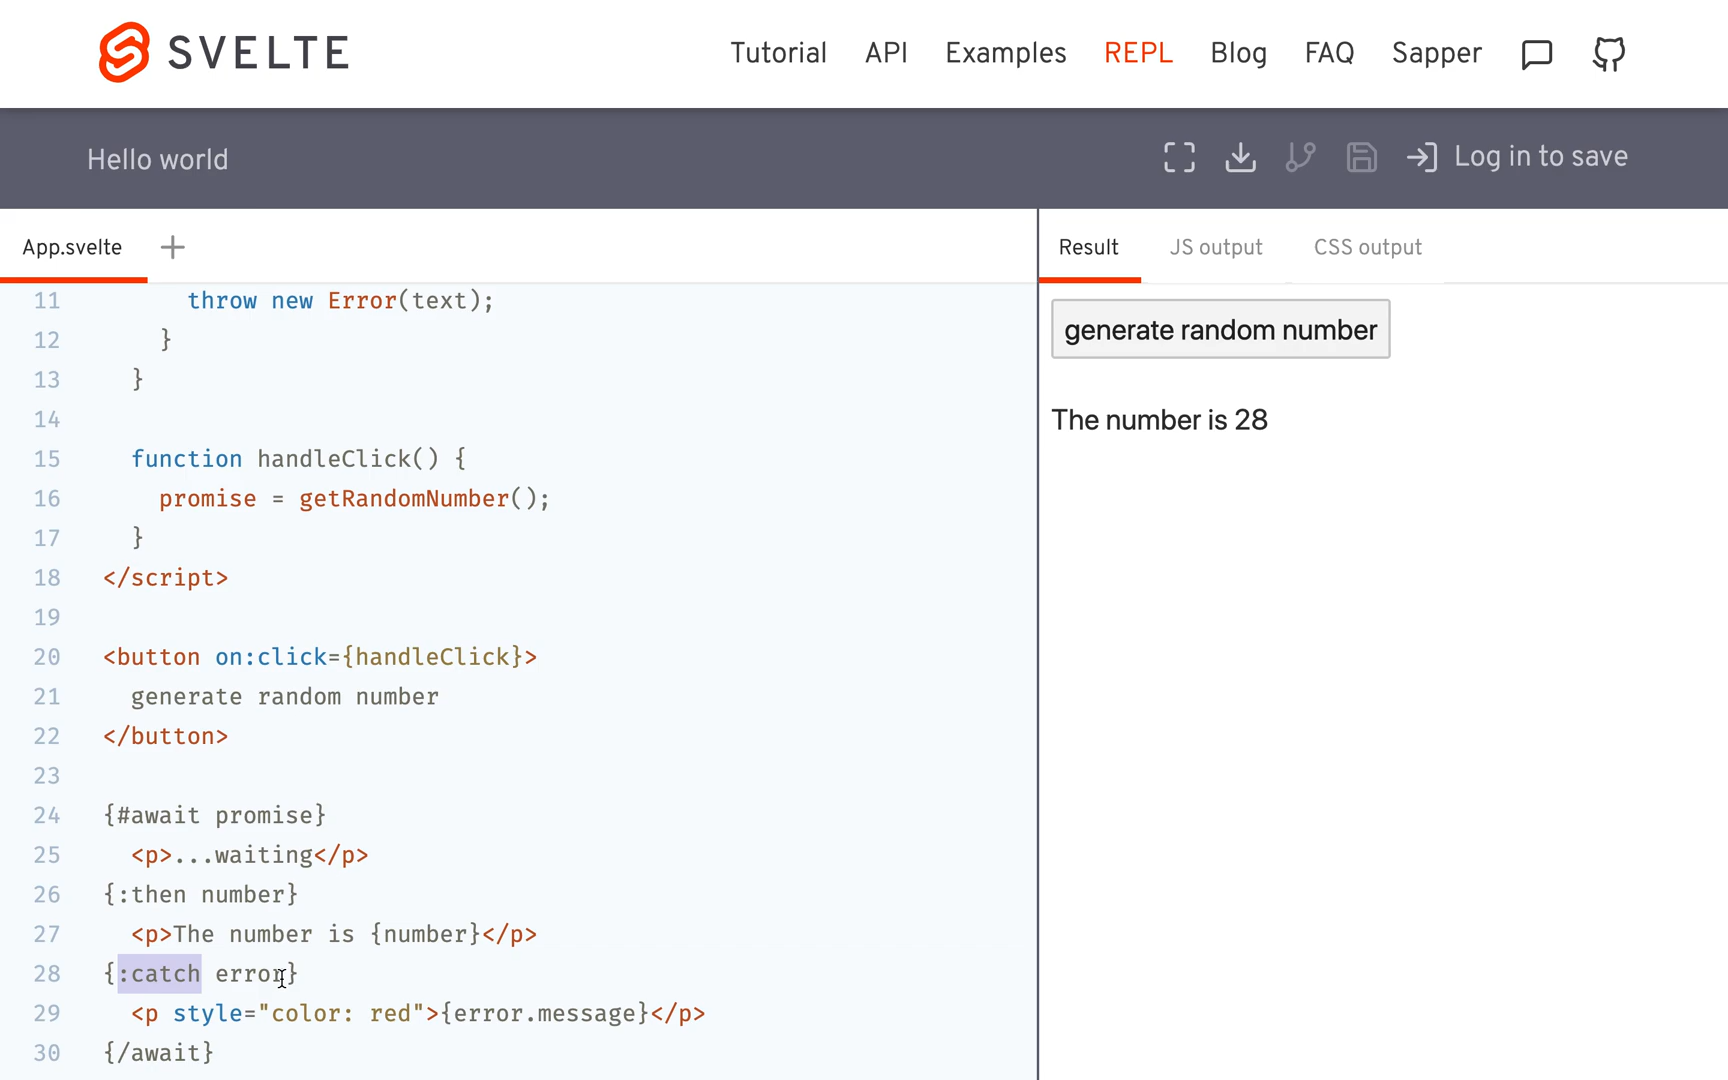 SVELTE
Tutorial API Examples REPL Blog FAQ Sapper
Hello world
Log in to save
App.svelte
Result JS output CSS output
11 throw new Error(text);
12 }
13 }
14
15 function handleClick() {
16 promise = getRandomNumber();
17 }
18 </script>
19
20 <button on:click={handleClick}>
21 generate random number
22 </button>
23
24 {#await promise}
25 <p>...waiting</p>
26 {:then number}
27 <p>The number is {number}</p>
28 {:catch error}
29 <p style="color: red">{error.message}</p>
30 {/await}
generate random number
The number is 28